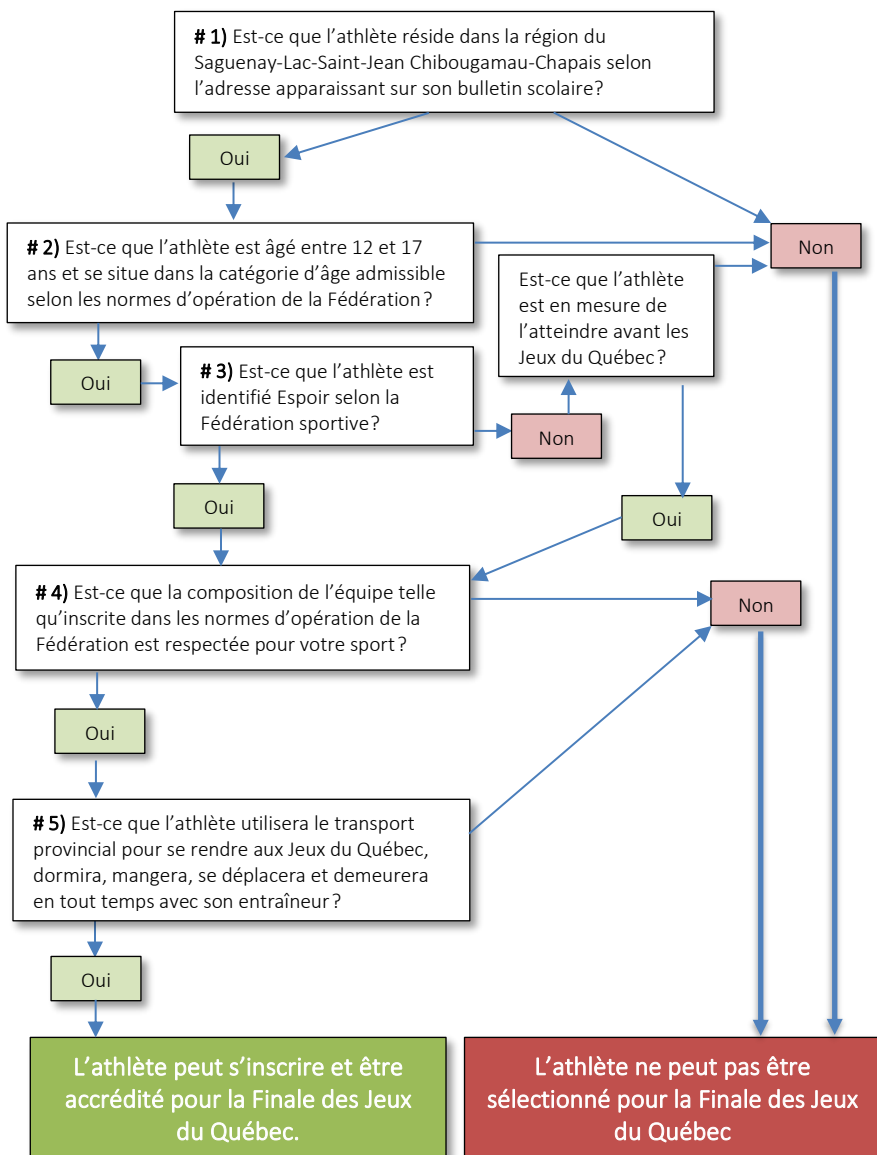 # 1) Est-ce que l’athlète réside dans la région du
Saguenay-Lac-Saint-Jean Chibougamau-Chapais selon
l’adresse apparaissant sur son bulletin scolaire?
Oui
# 2) Est-ce que l’athlète est âgé entre 12 et 17
ans et se situe dans la catégorie d’âge admissible
selon les normes d’opération de la Fédération?
Non
Est-ce que l’athlète
est en mesure de
l’atteindre avant les
Jeux du Québec?
Oui
# 3) Est-ce que l’athlète est
identifié Espoir selon la
Fédération sportive?
Non
Oui
Oui
# 4) Est-ce que la composition de l’équipe telle
qu’inscrite dans les normes d’opération de la
Fédération est respectée pour votre sport?
Non
Oui
# 5) Est-ce que l’athlète utilisera le transport
provincial pour se rendre aux Jeux du Québec,
dormira, mangera, se déplacera et demeurera
en tout temps avec son entraîneur?
Oui
L’athlète peut s’inscrire et être
accrédité pour la Finale des Jeux
du Québec.
L’athlète ne peut pas être
sélectionné pour la Finale des Jeux
du Québec